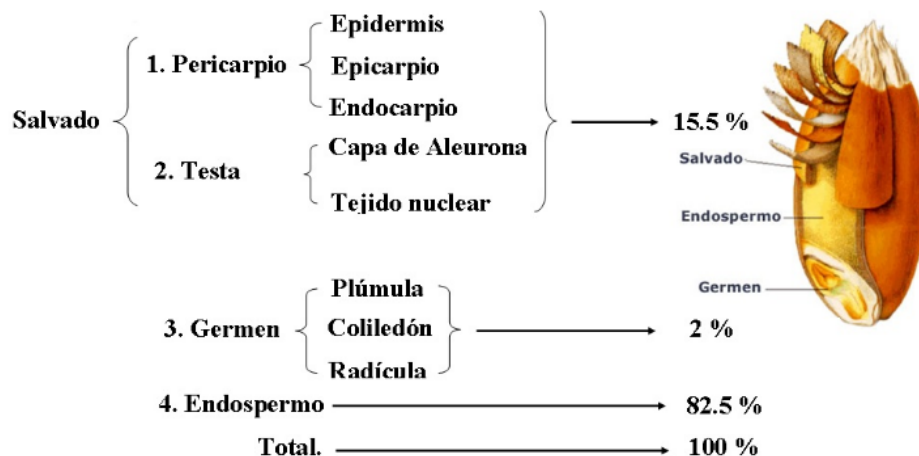 Epidermis
1. Pericarpio
Epicarpio
Endocarpio
Salvado
15.5 %
Capa de Aleurona
2. Testa
Tejido nuclear
Salvado
Endospermo
Germen
Plúmula
3. Germen
Coliledón
2 %
Radícula
4. Endospermo
82.5 %
Total.
100 %